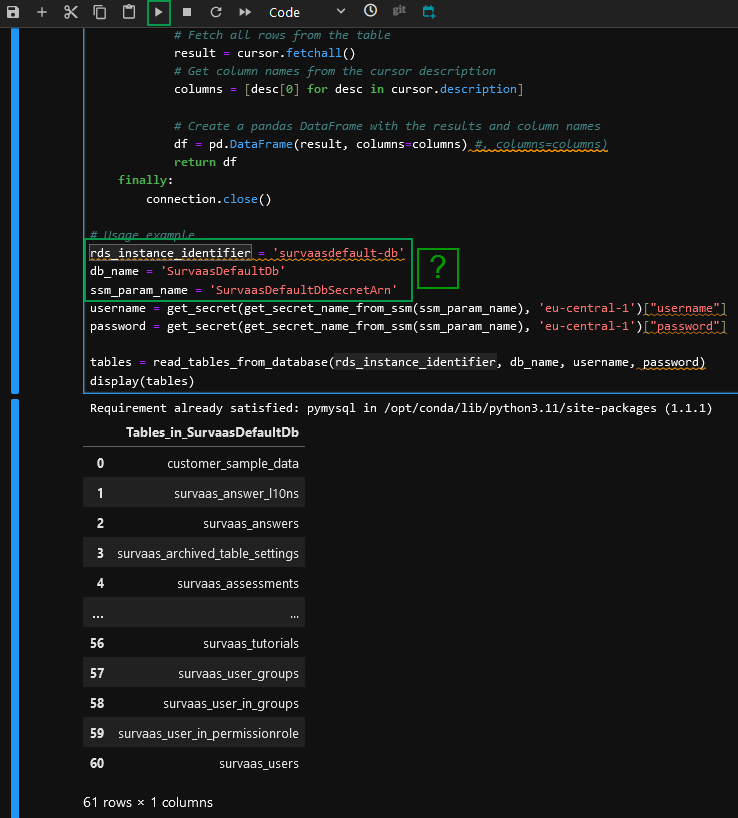 Code git
# Fetch all rows from the table
result = cursor.fetchall()
# Get column names from the cursor description
columns = [desc[0] for desc in cursor.description]
# Create a pandas DataFrame with the results and column names
df = pd.DataFrame(result, columns=columns) #, columns=columns)
return df
finally:
connection.close()
# Usage example
rds_instance_identifier = 'survaasdefault-db'
db_name = 'SurvaasDefaultDb'
?
ssm_param_name = 'SurvaasDefaultDbSecretArn'
username = get_secret(get_secret_name_from_ssm(ssm_param_name), 'eu-central-1')["username"]
password = get_secret(get_secret_name_from_ssm(ssm_param_name), 'eu-central-1')["password"]
tables = read_tables_from_database(rds_instance_identifier, db_name, username, password)
display(tables)
Requirement already satisfied: pymysql in /opt/conda/lib/python3.11/site-packages (1.1.1)
Tables_in_SurvaasDefaultDb
0 customer_sample_data
1 survaas_answer_l10ns
2 survaas_answers
3 survaas_archived_table_settings
4 survaas_assessments
... ...
56 survaas_tutorials
57 survaas_user_groups
58 survaas_user_in_groups
59 survaas_user_in_permissionrole
60 survaas_users
61 rows × 1 columns